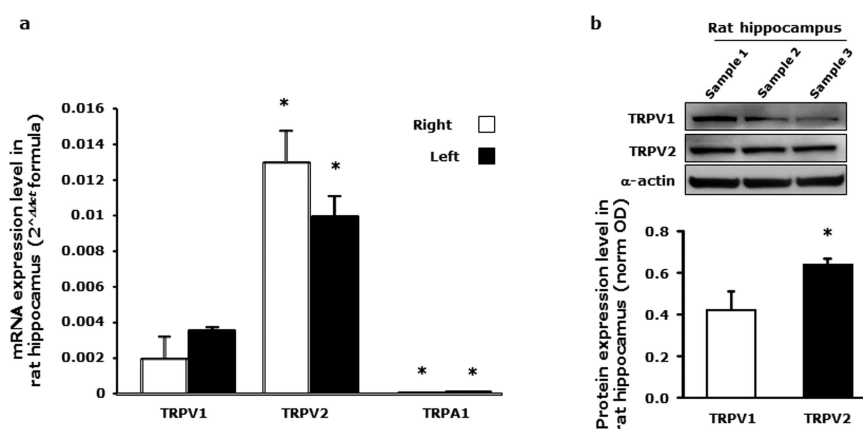 a
mRNA expression level in
rat hippocamus (2^-Δdct formula)
0.016
0.014
0.012
0.01
0.008
0.006
0.004
0.002
0
*
*
*
*
Right
Left
TRPV1
TRPV2
TRPA1
b
Rat hippocampus
Sample 1
Sample 2
Sample 3
TRPV1
TRPV2
α-actin
Protein expression level in
rat hippocamus (norm OD)
0.8
0.6
0.4
0.2
0.0
*
TRPV1
TRPV2